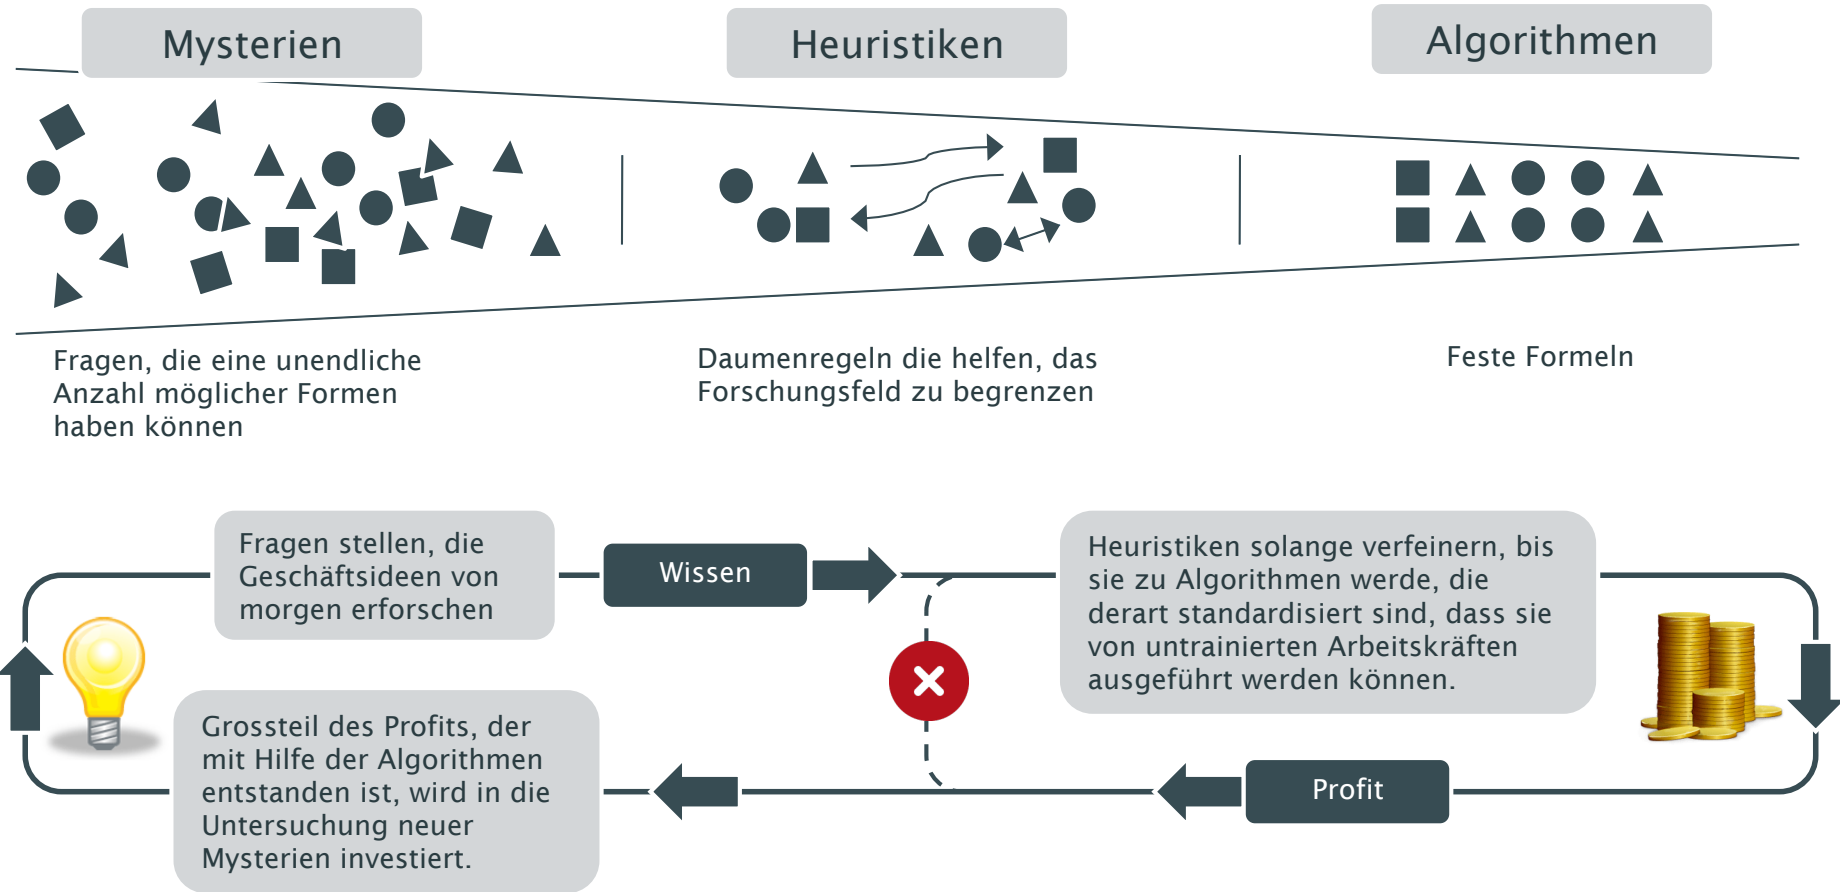 Mysterien
Heuristiken
Algorithmen
Fragen, die eine unendliche
Anzahl möglicher Formen
haben können
Daumenregeln die helfen, das
Forschungsfeld zu begrenzen
Feste Formeln
Fragen stellen, die
Geschäftsideen von
morgen erforschen
Wissen
Heuristiken solange verfeinern, bis
sie zu Algorithmen werde, die
derart standardisiert sind, dass sie
von untrainierten Arbeitskräften
ausgeführt werden können.
Grossteil des Profits, der
mit Hilfe der Algorithmen
entstanden ist, wird in die
Untersuchung neuer
Mysterien investiert.
Profit